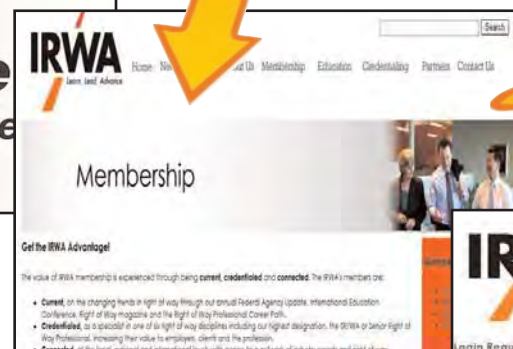 e
e
IRWA
Learn. Lead. Advance
Search
Home Ne out Us Membership Education Credentialing Partners Contact Us
Membership
Get the IRWA Advantage!
The value of IRWA membership is experienced through being current, credentialed and connected. The IRWA's members are:
• Current, on the changing trends in right of way through our annual Federal Agency Update, International Education
Conference, Right of Way magazine and the Right of Way Professional Career Path.
• Credentialed, as a specialist in one of six right of way disciplines including our highest designation, the SR/WA or Senior Right of
Way Professional, increasing their value to employers, clients and the profession.
IR